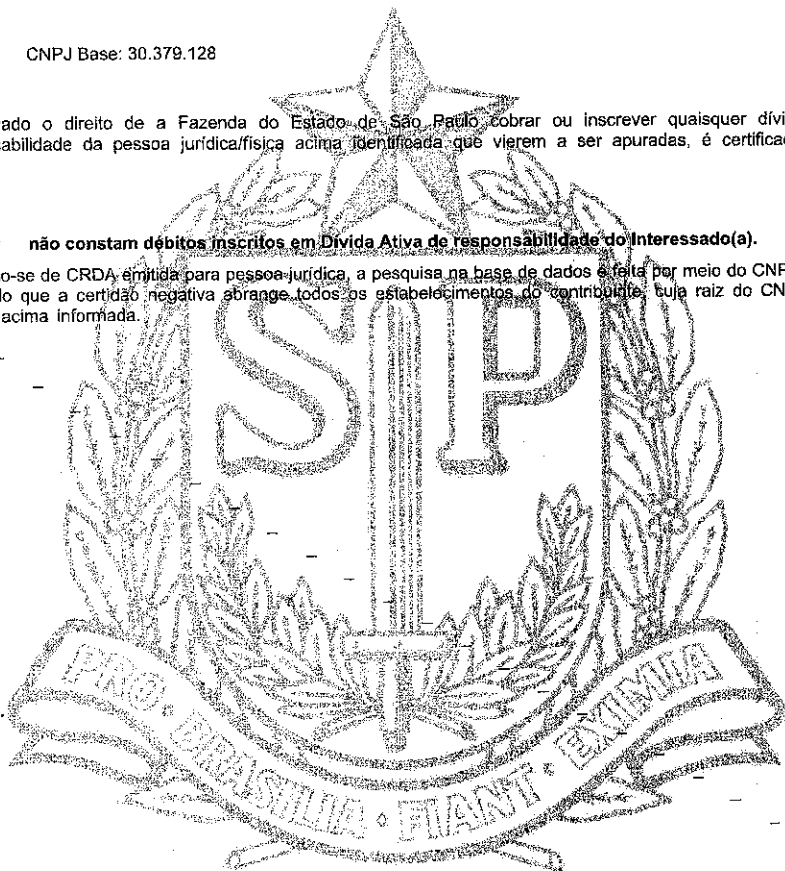 CNPJ Base: 30.379.128
ado o direito de a Fazenda do Estado de São Paulo cobrar ou inscrever quaisquer dívi
abilidade da pessoa jurídica/física acima identificada que vierem a ser apuradas, é certifica
não constam débitos inscritos em Dívida Ativa de responsabilidade do Interessado(a).
o-se de CRDA emitida para pessoa jurídica, a pesquisa na base de dados é feita por meio do CNP
lo que a certidão negativa abrange todos os estabelecimentos do contribuinte, cuja raiz do CN
acima informada.
SP
PRO • BRASILIA • FIANT • EXIMIA